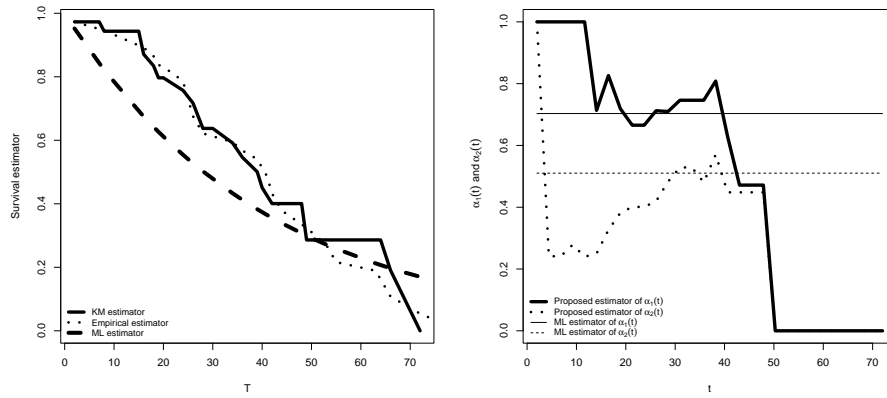 Survival estimator
1.0
0.8
0.6
0.4
0.2
0.0
KM estimator
Empirical estimator
ML estimator
0 10 20 30 40 50 60 70
T
α₁(t) and α₂(t)
1.0
0.8
0.6
0.4
0.2
0.0
Proposed estimator of α₁(t)
Proposed estimator of α₂(t)
ML estimator of α₁(t)
ML estimator of α₂(t)
0 10 20 30 40 50 60 70
t